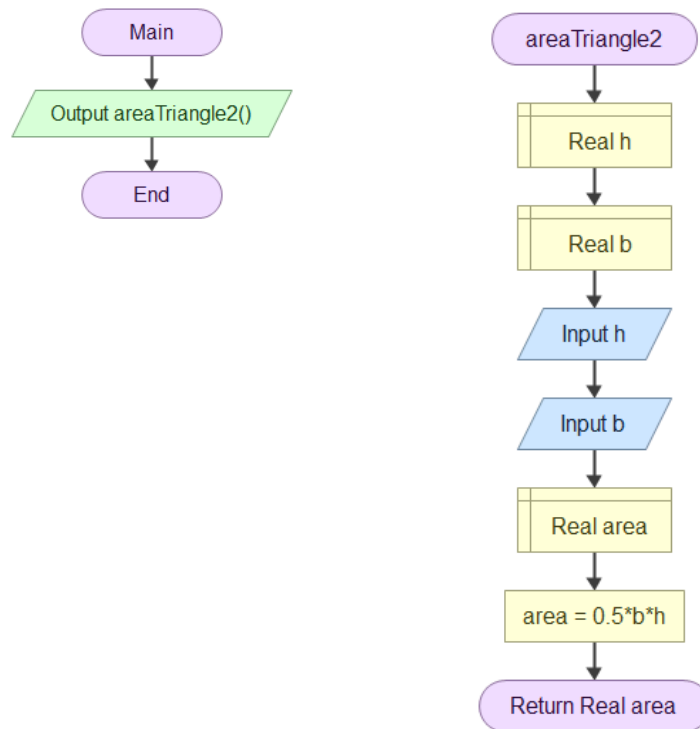 Main
Output areaTriangle2()
End
areaTriangle2
Real h
Real b
Input h
Input b
Real area
area = 0.5*b*h
Return Real area